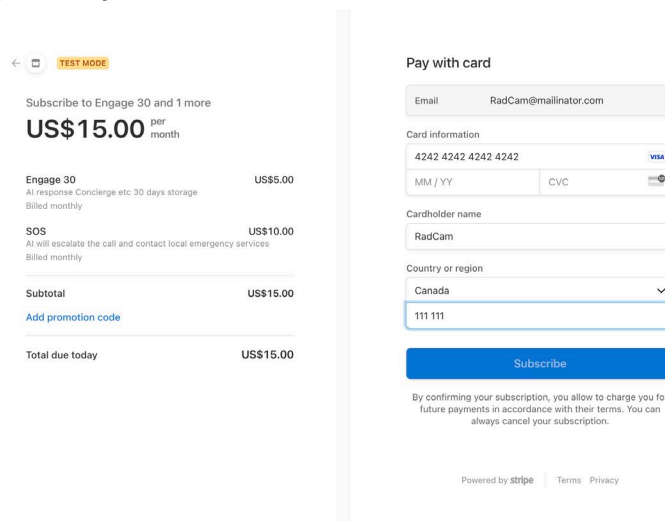 TEST MODE
Subscribe to Engage 30 and 1 more
US$15.00 per month
Engage 30 US$5.00
AI response Concierge etc 30 days storage
Billed monthly
SOS US$10.00
AI will escalate the call and contact local emergency services
Billed monthly
Subtotal US$15.00
Add promotion code
Total due today US$15.00
Pay with card
Email RadCam@mailinator.com
Card information
4242 4242 4242 4242 VISA
MM / YY CVC
Cardholder name
RadCam
Country or region
Canada
111 111
Subscribe
By confirming your subscription, you allow to charge you fo
future payments in accordance with their terms. You can
always cancel your subscription.
Powered by stripe Terms Privacy